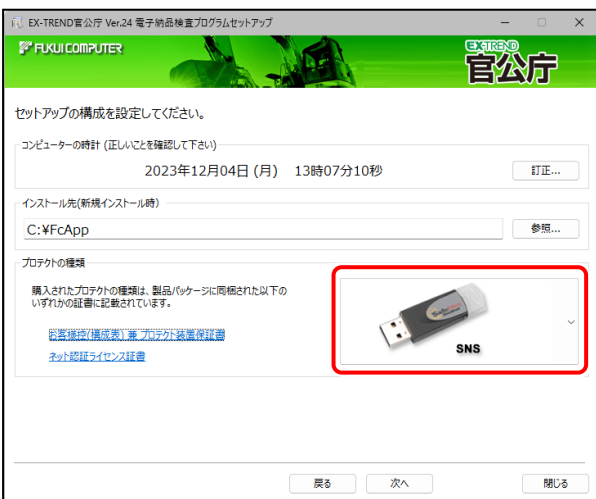 EX-TREND官公庁 Ver.24 電子納品検査プログラムセットアップ
FUKUI COMPUTER
EX-TREND
官公庁
セットアップの構成を設定してください。
コンピューターの時計 (正しいことを確認して下さい)
2023年12月04日 (月) 13時07分10秒
訂正...
インストール先(新規インストール時)
C:¥FcApp
参照...
プロテクトの種類
購入されたプロテクトの種類は、製品パッケージに同梱された以下の
いずれかの証書に記載されています。
お客様控(構成表) 兼 プロテクト装置保証書
ネット認証ライセンス証書
SNS
戻る
次へ
閉じる